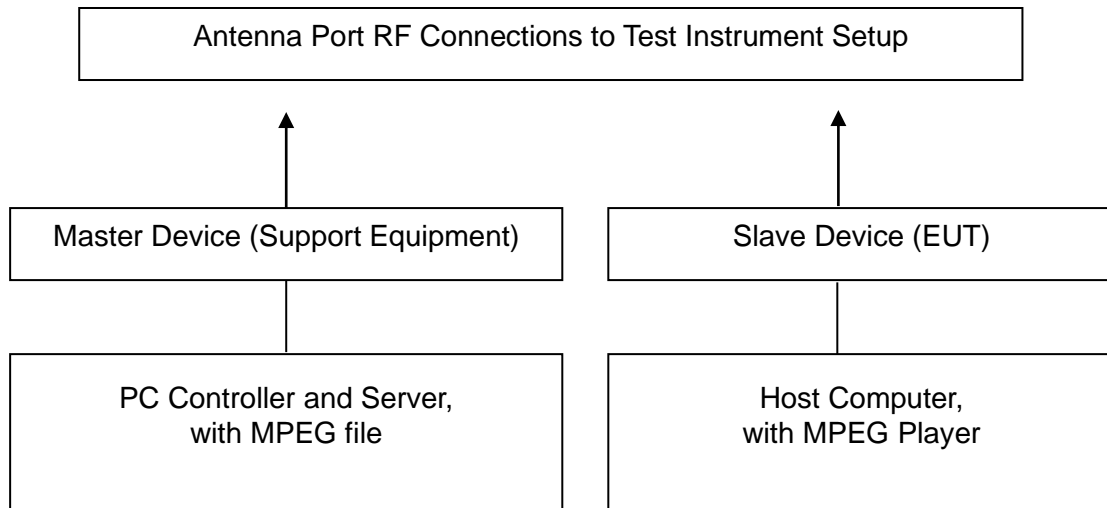 Antenna Port RF Connections to Test Instrument Setup
Master Device (Support Equipment)
Slave Device (EUT)
PC Controller and Server,
with MPEG file
Host Computer,
with MPEG Player